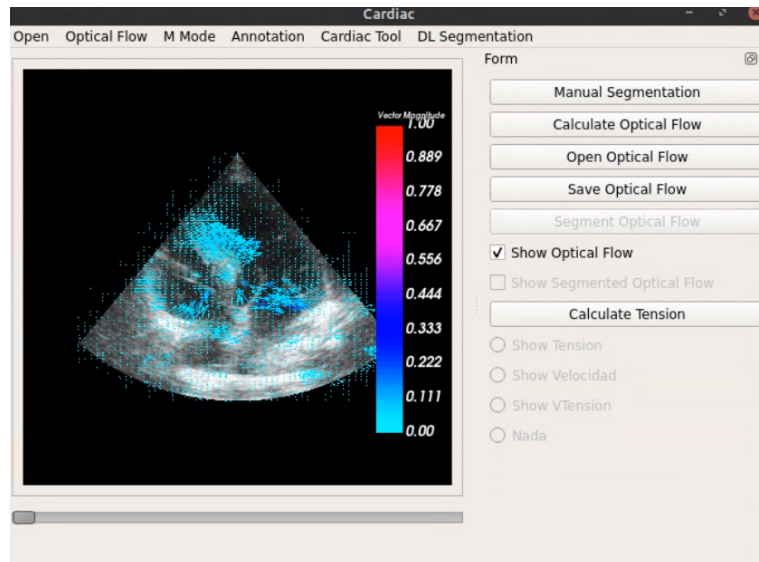 Cardiac
Open Optical Flow M Mode Annotation Cardiac Tool DL Segmentation
Form
Vector Magnitude
1.00
0.889
0.778
0.667
0.556
0.444
0.333
0.222
0.111
0.00
Manual Segmentation
Calculate Optical Flow
Open Optical Flow
Save Optical Flow
Segment Optical Flow
Show Optical Flow
Show Segmented Optical Flow
Calculate Tension
Show Tension
Show Velocidad
Show VTension
Nada